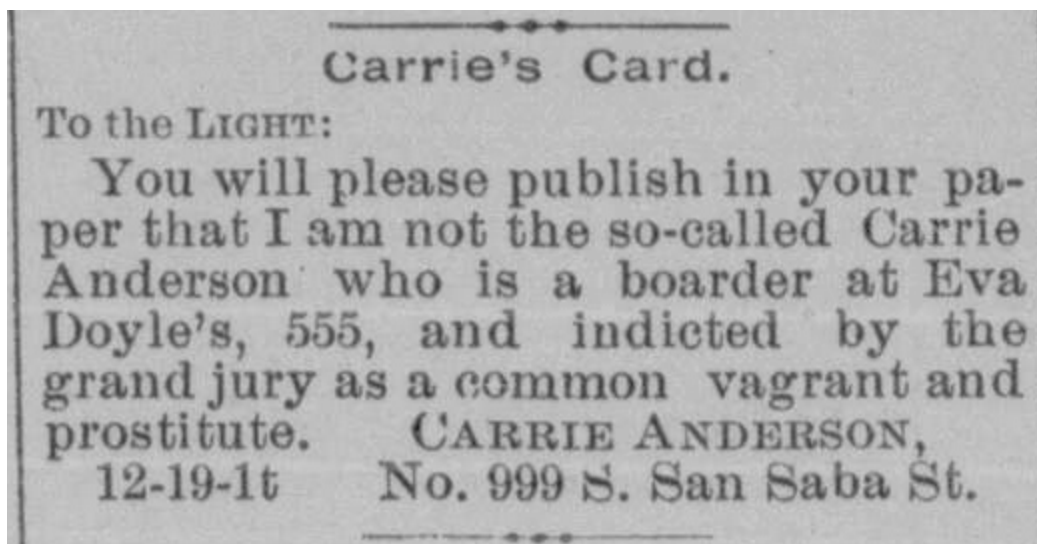 Carrie's Card.
To the LIGHT:
You will please publish in your pa-
per that I am not the so-called Carrie
Anderson who is a boarder at Eva
Doyle's, 555, and indicted by the
grand jury as a common vagrant and
prostitute. CARRIE ANDERSON,
12-19-1t No. 999 S. San Saba St.